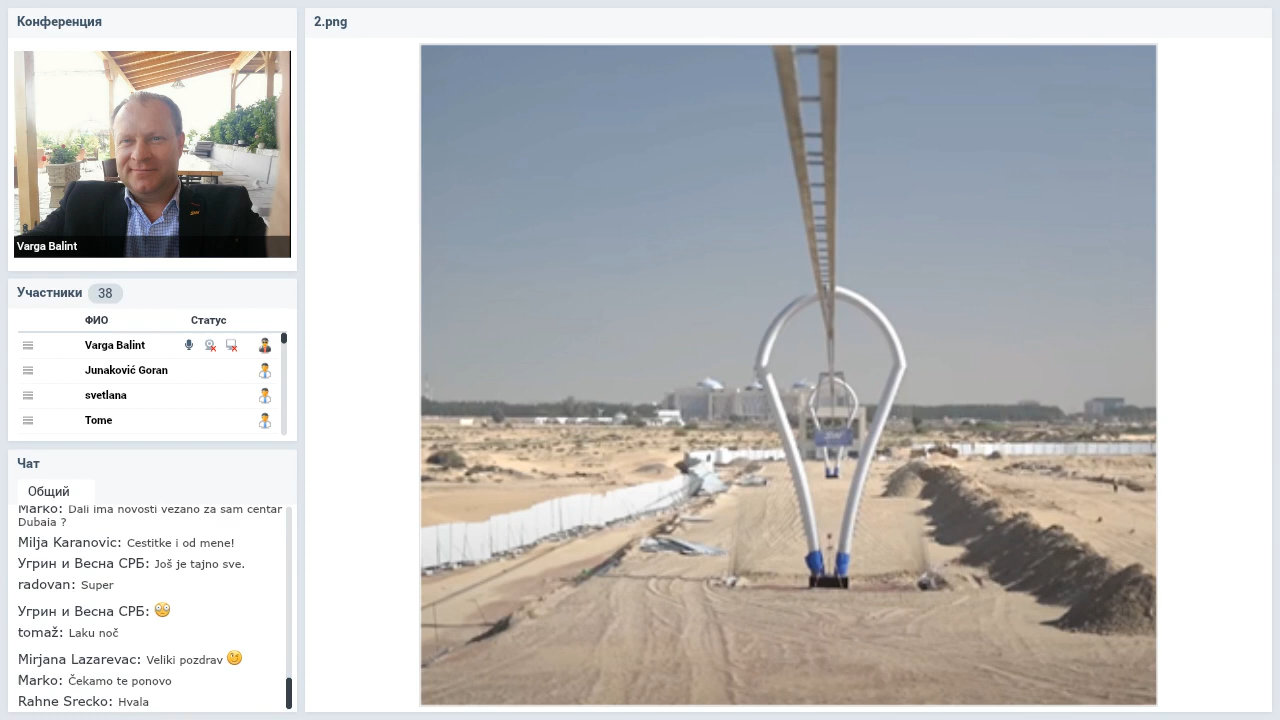 Конференция
2.png
Varga Balint
Участники 38
ФИО Статус
Varga Balint
Junaković Goran
svetlana
Tome
Чат
Общий
Marko: Dali ima novosti vezano za sam centar
Dubaia ?
Milja Karanovic: Cestitke i od mene!
Угрин и Весна СРБ: Još je tajno sve.
radovan: Super
Угрин и Весна СРБ:
tomaž: Laku noč
Mirjana Lazarevac: Veliki pozdrav
Marko: Čekamo te ponovo
Rahne Srecko: Hvala